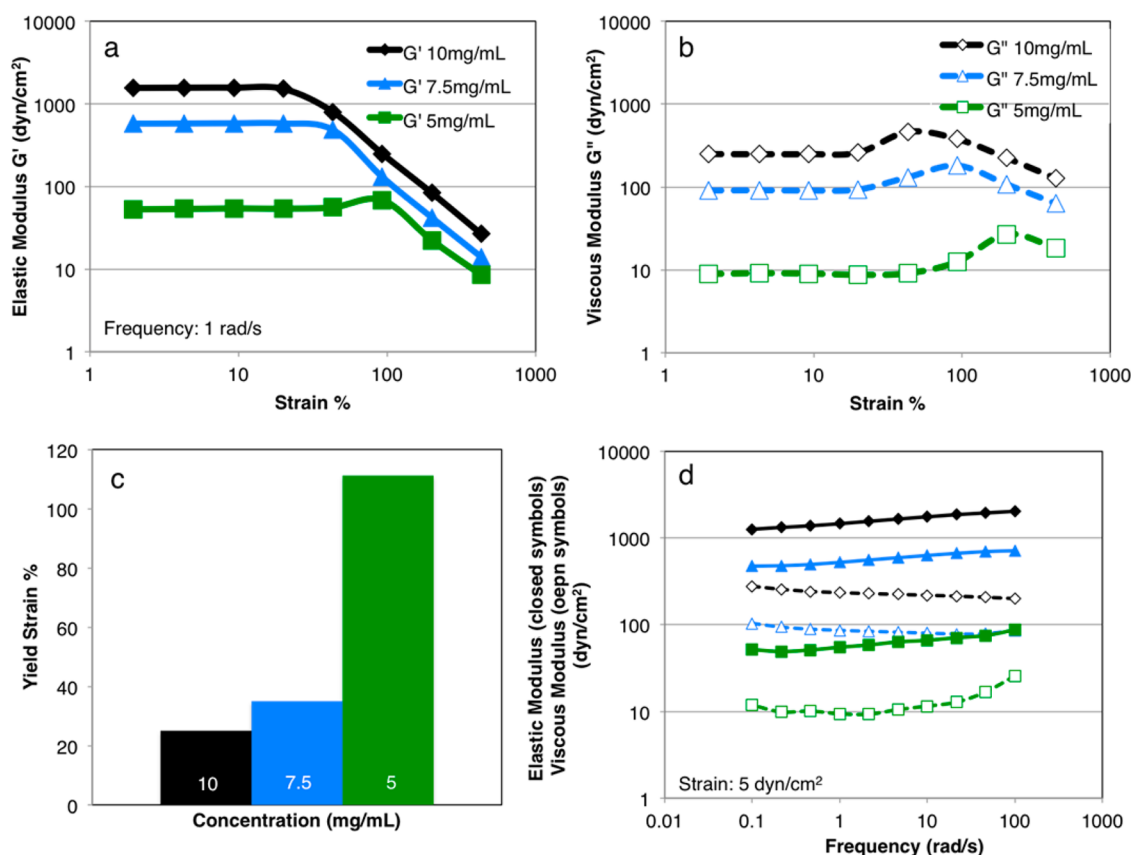 a
G' 10mg/mL
G' 7.5mg/mL
G' 5mg/mL
Elastic Modulus G' (dyn/cm²)
10000
1000
100
10
1
Frequency: 1 rad/s
1
10
100
1000
Strain %
b
G" 10mg/mL
G" 7.5mg/mL
G" 5mg/mL
Viscous Modulus G" (dyn/cm²)
10000
1000
100
10
1
1
10
100
1000
Strain %
c
Yield Strain %
120
100
80
60
40
20
0
10
7.5
5
Concentration (mg/mL)
d
Elastic Modulus (closed symbols)
Viscous Modulus (oepn symbols)
(dyn/cm²)
10000
1000
100
10
1
Strain: 5 dyn/cm²
0.01
0.1
1
10
100
1000
Frequency (rad/s)